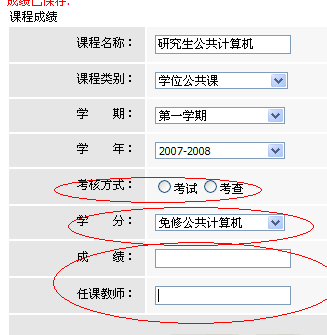 成绩已保存.
课程成绩
课程名称: 研究生公共计算机
课程类别: 学位公共课
学 期: 第一学期
学 年: 2007-2008
考核方式: 考试 考查
学 分: 免修公共计算机
成 绩:
任课教师: